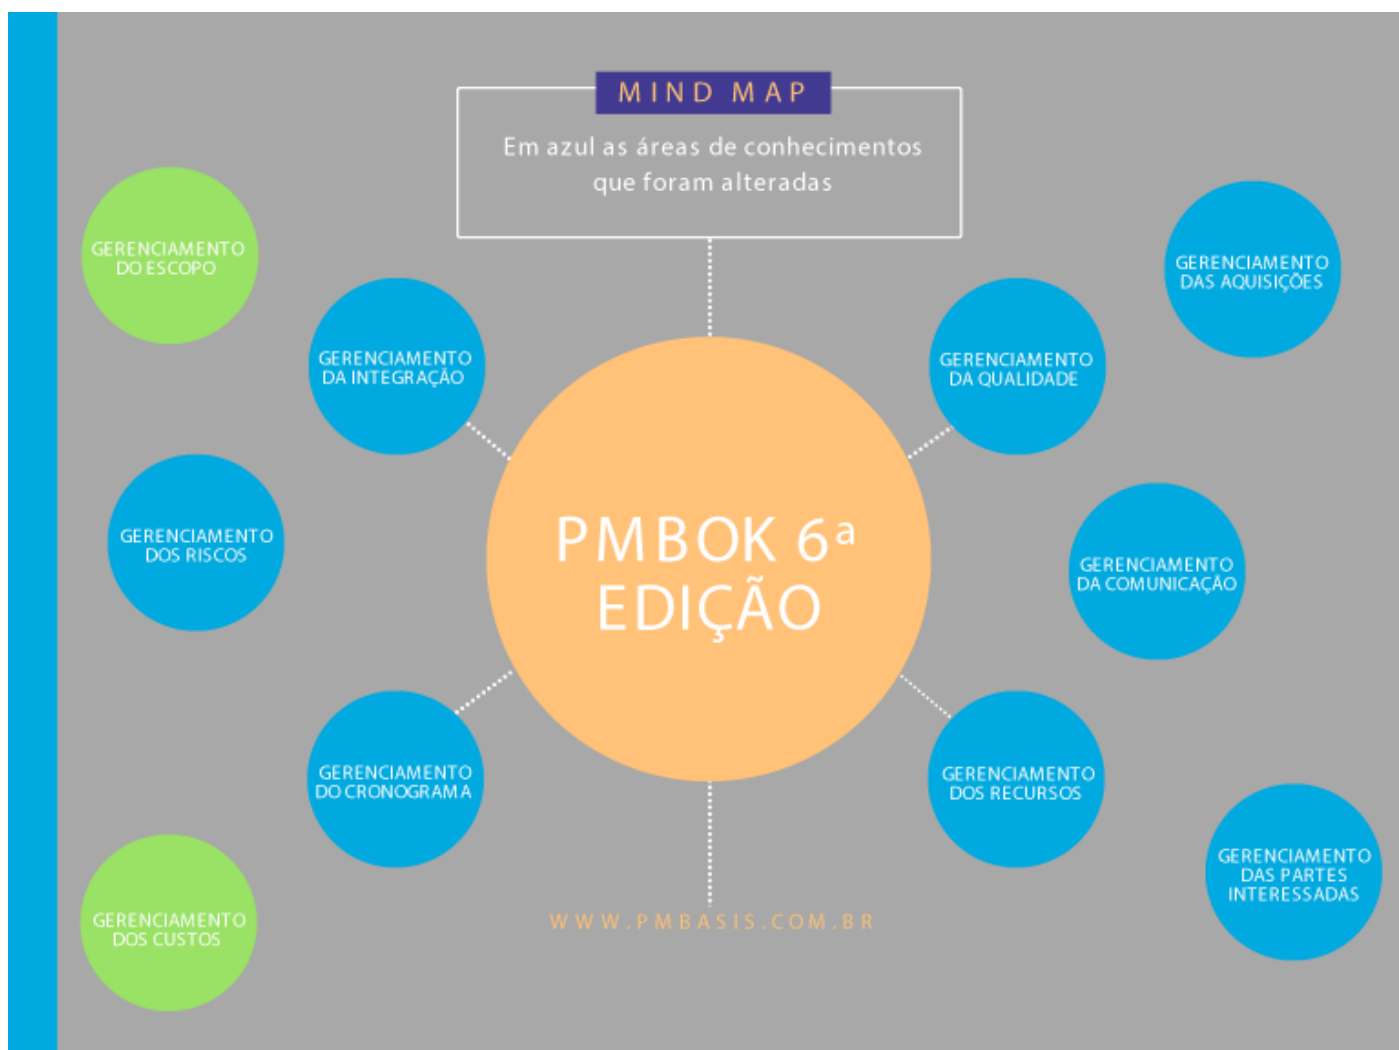 MIND MAP
Em azul as áreas de conhecimentos
que foram alteradas
GERENCIAMENTO
DO ESCOPO
GERENCIAMENTO
DA INTEGRAÇÃO
GERENCIAMENTO
DA QUALIDADE
GERENCIAMENTO
DAS AQUISIÇÕES
GERENCIAMENTO
DOS RISCOS
PMBOK 6ª
EDIÇÃO
GERENCIAMENTO
DA COMUNICAÇÃO
GERENCIAMENTO
DO CRONOGRAMA
GERENCIAMENTO
DOS RECURSOS
GERENCIAMENTO
DOS CUSTOS
GERENCIAMENTO
DAS PARTES
INTERESSADAS
WWW.PMBASIS.COM.BR